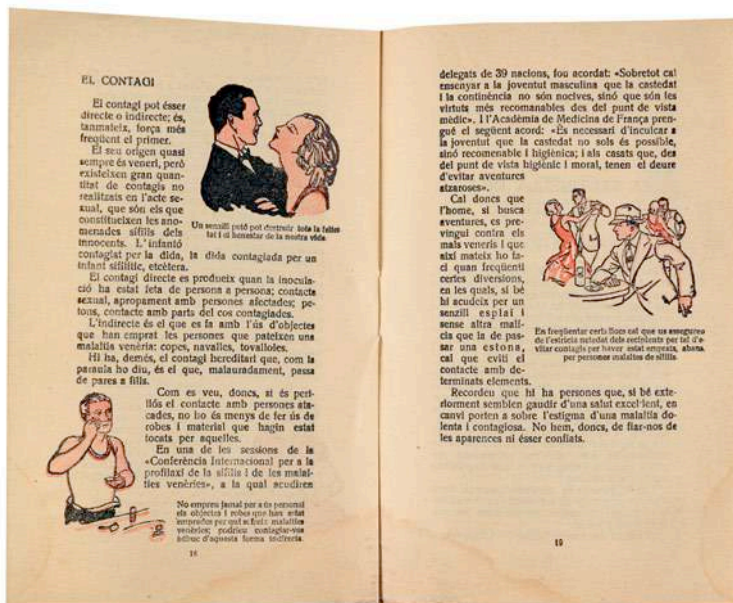 EL CONTAGI
El contagi pot ésser
directe o indirecte; és,
tanmateix, força més
freqüent el primer.
El seu origen quasi
sempre és veneri, però
existeixen gran quan-
titat de contagis no
realitzats en l'acte se-
xual, que són els que
constitueixen les ano-
menades sífilis dels
innocents. L'infantó
contagiat per la dida, la dida contagiada per un
infant sifilític, etcètera.
Un senzill petó pot destruir tota la felici-
tat i el benestar de la nostra vida
El contagi directe es produeix quan la inocula-
ció ha estat feta de persona a persona; contacte
sexual, apropament amb persones afectades; pe-
tons, contacte amb parts del cos contagiades.
L'indirecte és el que es fa amb l'ús d'objectes
que han emprat les persones que pateixen una
malaltia venèria: copes, navalles, tovalloles.
Hi ha, demés, el contagi hereditari que, com la
paraula ho diu, és el que, malauradament, passa
de pares a fills.
Com es veu, doncs, si és peri-
llós el contacte amb persones ata-
cades, no ho és menys de fer ús de
robes i material que hagin estat
tocats per aquelles.
En una de les sessions de la
«Conferència Internacional per a la
profilaxi de la sífilis i de les malal-
ties venèries», a la qual acudiren
No empreu jamai per a ús personal
els objectes i robes que han estat
emprades per qui sofreix malalties
venèries; podríeu contagiar-vos
àdhuc d'aquesta forma indirecta.
18
delegats de 39 nacions, fou acordat: «Sobretot cal
ensenyar a la joventut masculina que la castedat
i la continència no són nocives, sinó que són les
virtuts més recomanables des del punt de vista
mèdic». I l'Acadèmia de Medicina de França pren-
gué el següent acord: «És necessari d'inculcar a
la joventut que la castedat no sols és possible,
sinó recomenable i higiènica; i als casats que, des
del punt de vista higiènic i moral, tenen el deure
d'evitar aventures
atzaroses».
Cal doncs que
l'home, si busca
aventures, es pre-
vingui contra els
mals veneris i que
així mateix ho fa-
ci quan freqüenti
certes diversions,
en les quals, si bé
hi acudeix per un
senzill esplai i
sense altra malí-
cia que la de pas-
sar una estona,
cal que eviti el
contacte amb de-
terminats elements.
En freqüentar certs llocs cal que us assegureu
de l'estricta netedat dels recipients per tal d'e-
vitar contagis per haver estat emprats, abans,
per persones malaltes de sífilis.
Recordeu que hi ha persones que, si bé exte-
riorment semblen gaudir d'una salut excel·lent, en
canvi porten a sobre l'estigma d'una malaltia do-
lenta i contagiosa. No hem, doncs, de fiar-nos de
les aparences ni ésser confiats.
19